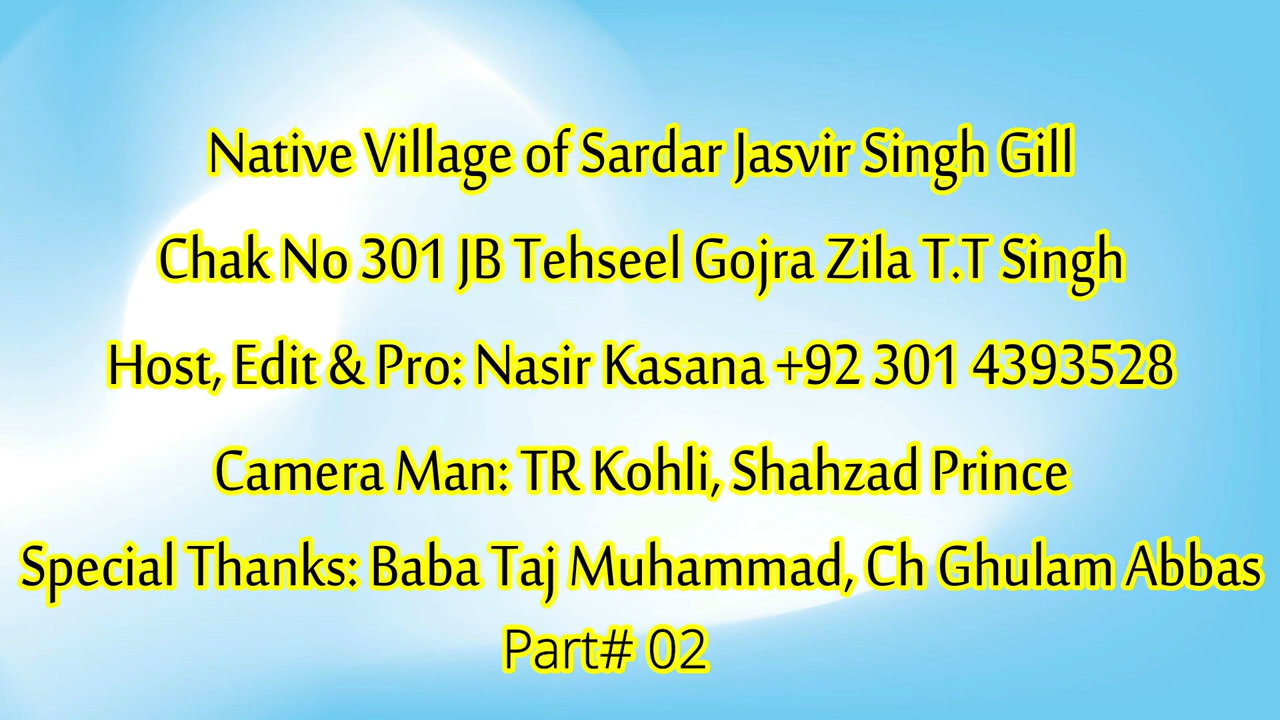 Native Village of Sardar Jasvir Singh Gill
Chak No 301 JB Tehseel Gojra Zila T.T Singh
Host, Edit & Pro: Nasir Kasana +92 301 4393528
Camera Man: TR Kohli, Shahzad Prince
Special Thanks: Baba Taj Muhammad, Ch Ghulam Abbas
Part# 02